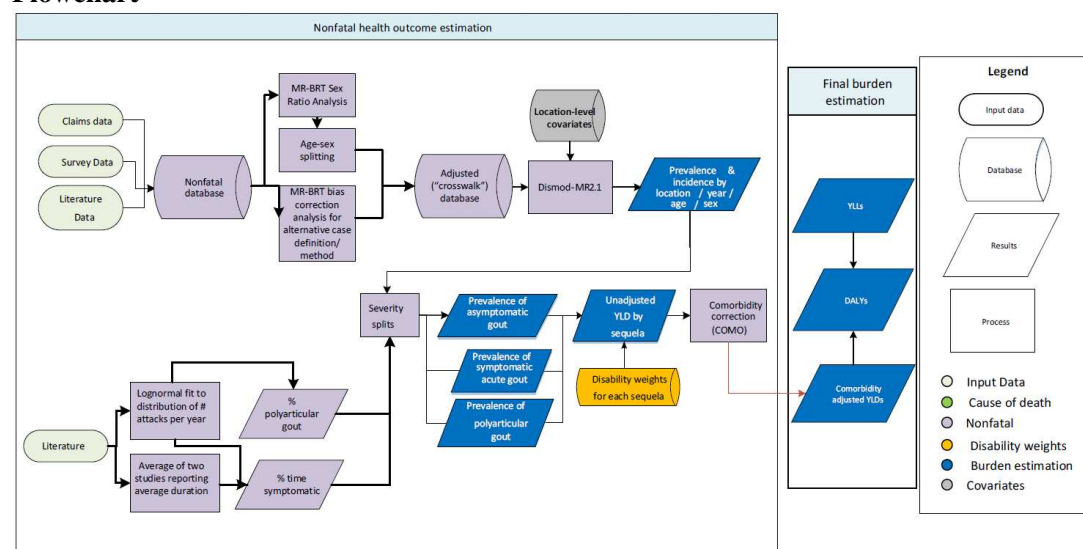 Flowchart
Nonfatal health outcome estimation
Claims data
Survey Data
Literature
Data
Nonfatal
database
MR-BRT Sex
Ratio Analysis
Age-sex
splitting
MR-BRT bias
correction
analysis for
alternative case
definition/
method
Adjusted
("crosswalk")
database
Location-level
covariates
Dismod-MR2.1
Prevalence &
incidence by
location / year /
age / sex
Severity
splits
Prevalence of
asymptomatic
gout
Prevalence of
symptomatic
acute gout
Prevalence of
polyarticular
gout
Unadjusted
YLD by
sequela
Disability weights
for each sequela
Comorbidity
correction
(COMO)
Literature
Lognormal fit to
distribution of #
attacks per year
Average of two
studies reporting
average duration
%
polyarticular
gout
% time
symptomatic
Final burden
estimation
YLLs
DALYs
Comorbidity
adjusted YLDs
Legend
Input data
Database
Results
Process
Input Data
Cause of death
Nonfatal
Disability weights
Burden estimation
Covariates